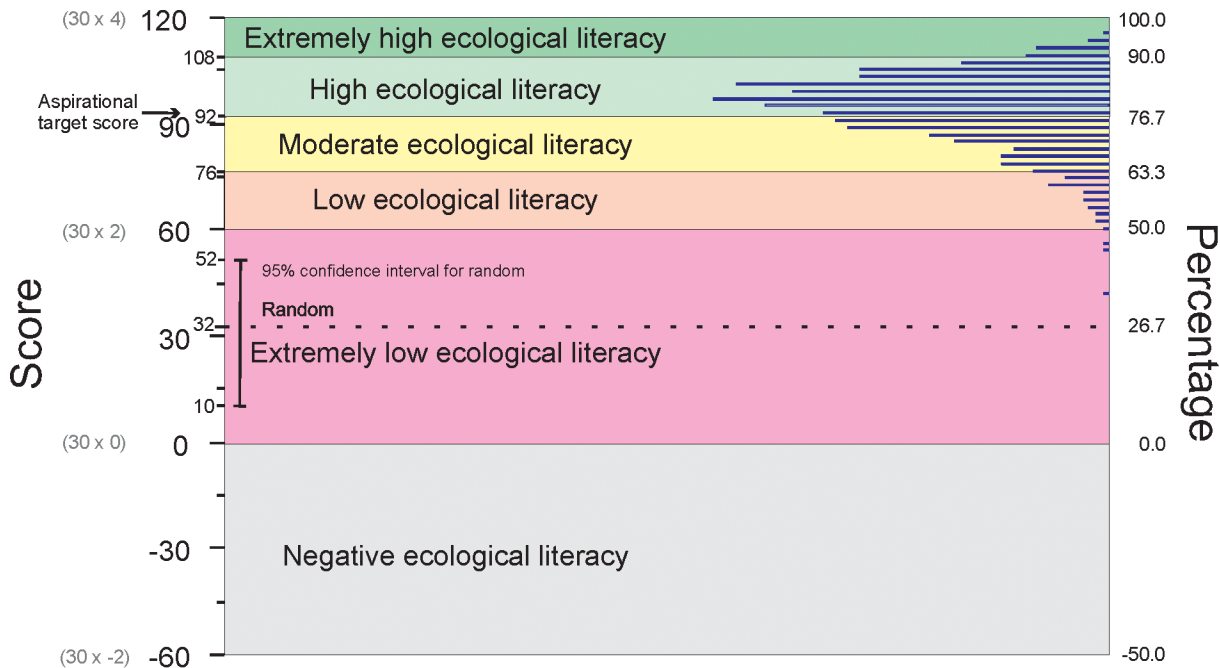 (30 x 4) 120 100.0
Extremely high ecological literacy
108 90.0
High ecological literacy
Aspirational
target score
92 76.7
90
Moderate ecological literacy
76 63.3
Low ecological literacy
(30 x 2) 60 50.0
52
95% confidence interval for random
Random
32 26.7
30
Extremely low ecological literacy
Score
Percentage
10
(30 x 0) 0 0.0
-30
Negative ecological literacy
(30 x -2) -60 -50.0